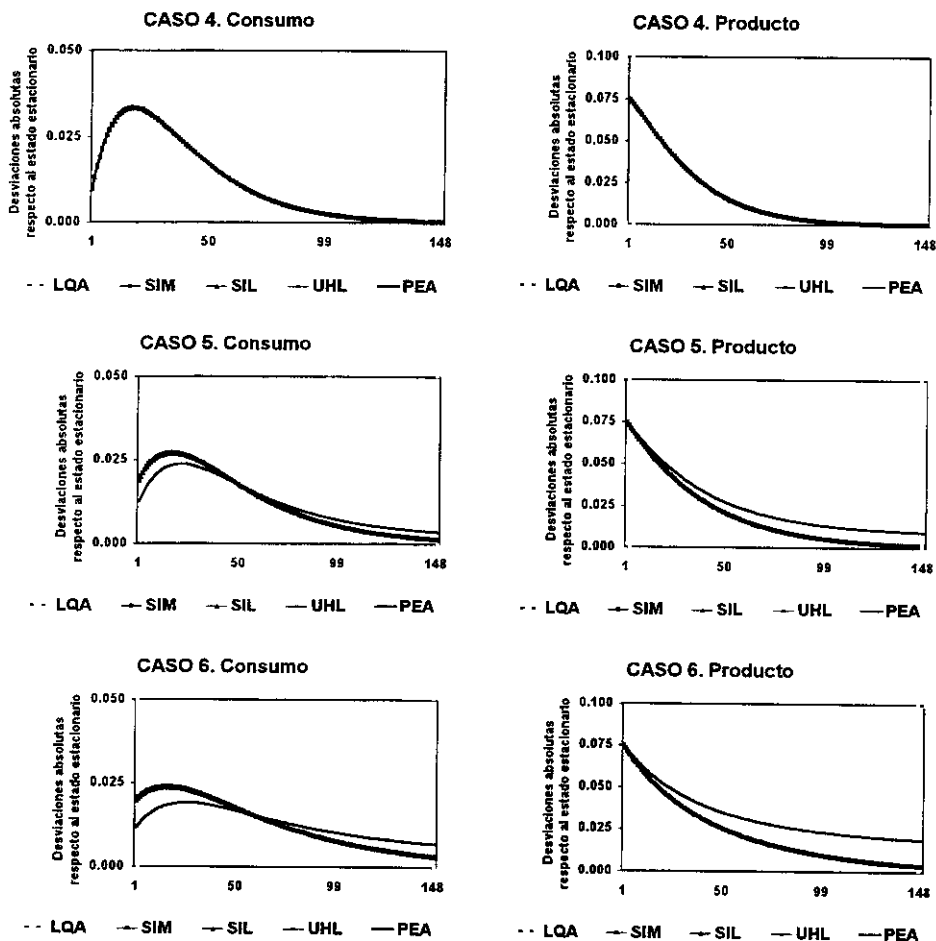 CASO 4. Consumo
Desviaciones absolutas
respecto al estado estacionario
0.050
0.025
0.000
1 50 99 148
LQA SIM SIL UHL PEA
CASO 4. Producto
Desviaciones absolutas
respecto al estado estacionario
0.100
0.075
0.050
0.025
0.000
1 50 99 148
LQA SIM SIL UHL PEA
CASO 5. Consumo
Desviaciones absolutas
respecto al estado estacionario
0.050
0.025
0.000
1 50 99 148
LQA SIM SIL UHL PEA
CASO 5. Producto
Desviaciones absolutas
respecto al estado estacionario
0.100
0.075
0.050
0.025
0.000
1 50 99 148
LQA SIM SIL UHL PEA
CASO 6. Consumo
Desviaciones absolutas
respecto al estado estacionario
0.050
0.025
0.000
1 50 99 148
LQA SIM SIL UHL PEA
CASO 6. Producto
Desviaciones absolutas
respecto al estado estacionario
0.100
0.075
0.050
0.025
0.000
1 50 99 148
LQA SIM SIL UHL PEA